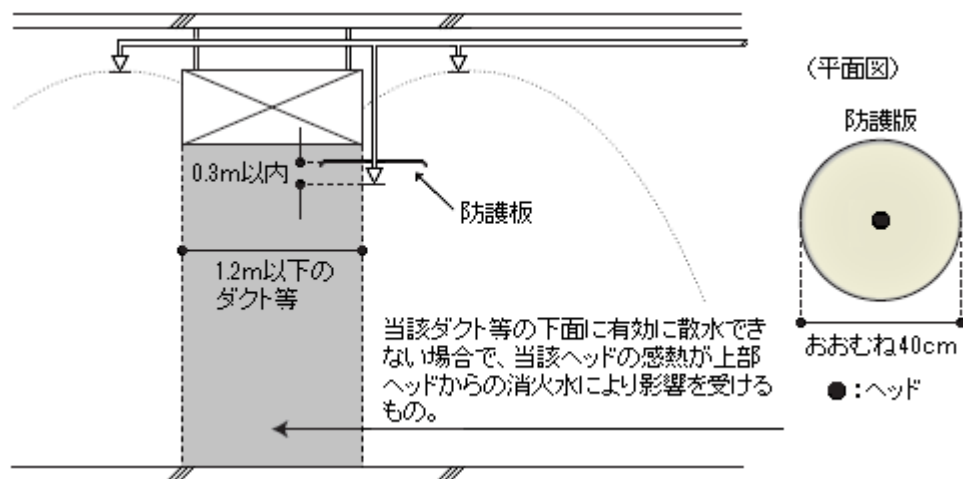 (平面図)
防護版
0.3m以内
防護板
1.2m以下の
ダクト等
当該ダクト等の下面に有効に散水でき
ない場合で、当該ヘッドの感熱が上部
ヘッドからの消火水により影響を受ける
もの。
おおむね40cm
●:ヘッド